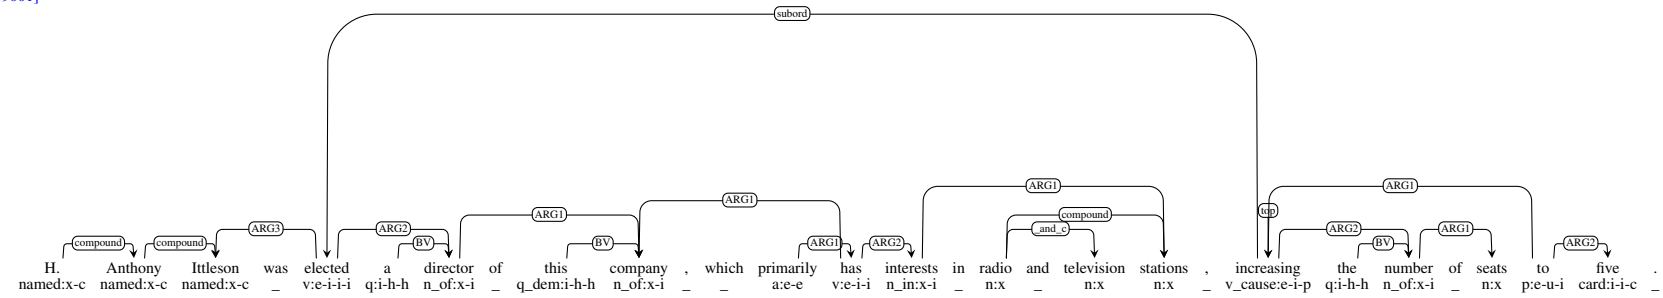 subord
ARG1 ARG1
top
ARG1 compound
ARG3 ARG2 _and_c ARG2 ARG1
compound compound BV BV ARG1 ARG2 BV ARG2
H. Anthony Ittleson was elected a director of this company , which primarily has interests in radio and television stations , increasing the number of seats to five .
named:x-c named:x-c named:x-c _ v:e-i-i-i q:i-h-h n_of:x-i _ q_dem:i-h-h n_of:x-i _ _ a:e-e v:e-i-i n_in:x-i _ n:x _ n:x n:x _ v_cause:e-i-p q:i-h-h n_of:x-i _ n:x p:e-u-i card:i-i-c _